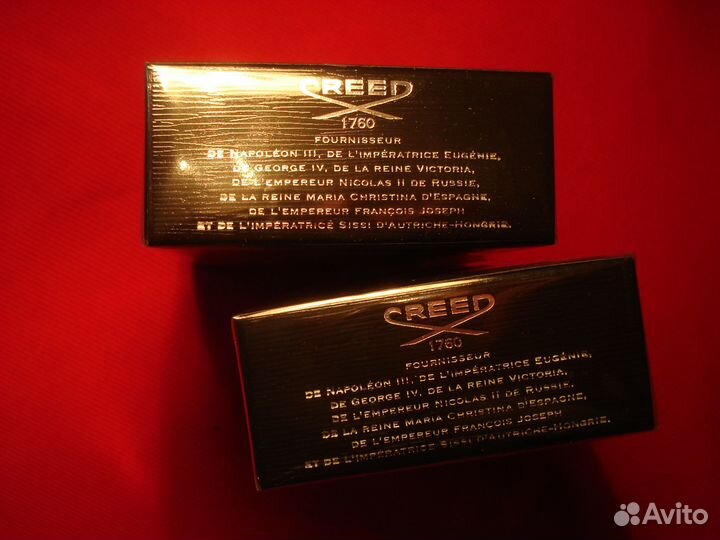 CREED
1760
FOURNISSEUR
DE NAPOLÉON III, DE L'IMPÉRATRICE EUGÉNIE,
DE GEORGE IV, DE LA REINE VICTORIA,
DE L'EMPEREUR NICOLAS II DE RUSSIE,
DE LA REINE MARIA CHRISTINA D'ESPAGNE,
DE L'EMPEREUR FRANÇOIS JOSEPH
ET DE L'IMPÉRATRICE SISSI D'AUTRICHE-HONGRIE.
CREED
1760
FOURNISSEUR
DE NAPOLÉON III, DE L'IMPÉRATRICE EUGÉNIE,
DE GEORGE IV, DE LA REINE VICTORIA,
DE L'EMPEREUR NICOLAS II DE RUSSIE,
DE LA REINE MARIA CHRISTINA D'ESPAGNE,
DE L'EMPEREUR FRANÇOIS JOSEPH
ET DE L'IMPÉRATRICE SISSI D'AUTRICHE-HONGRIE.
Avito